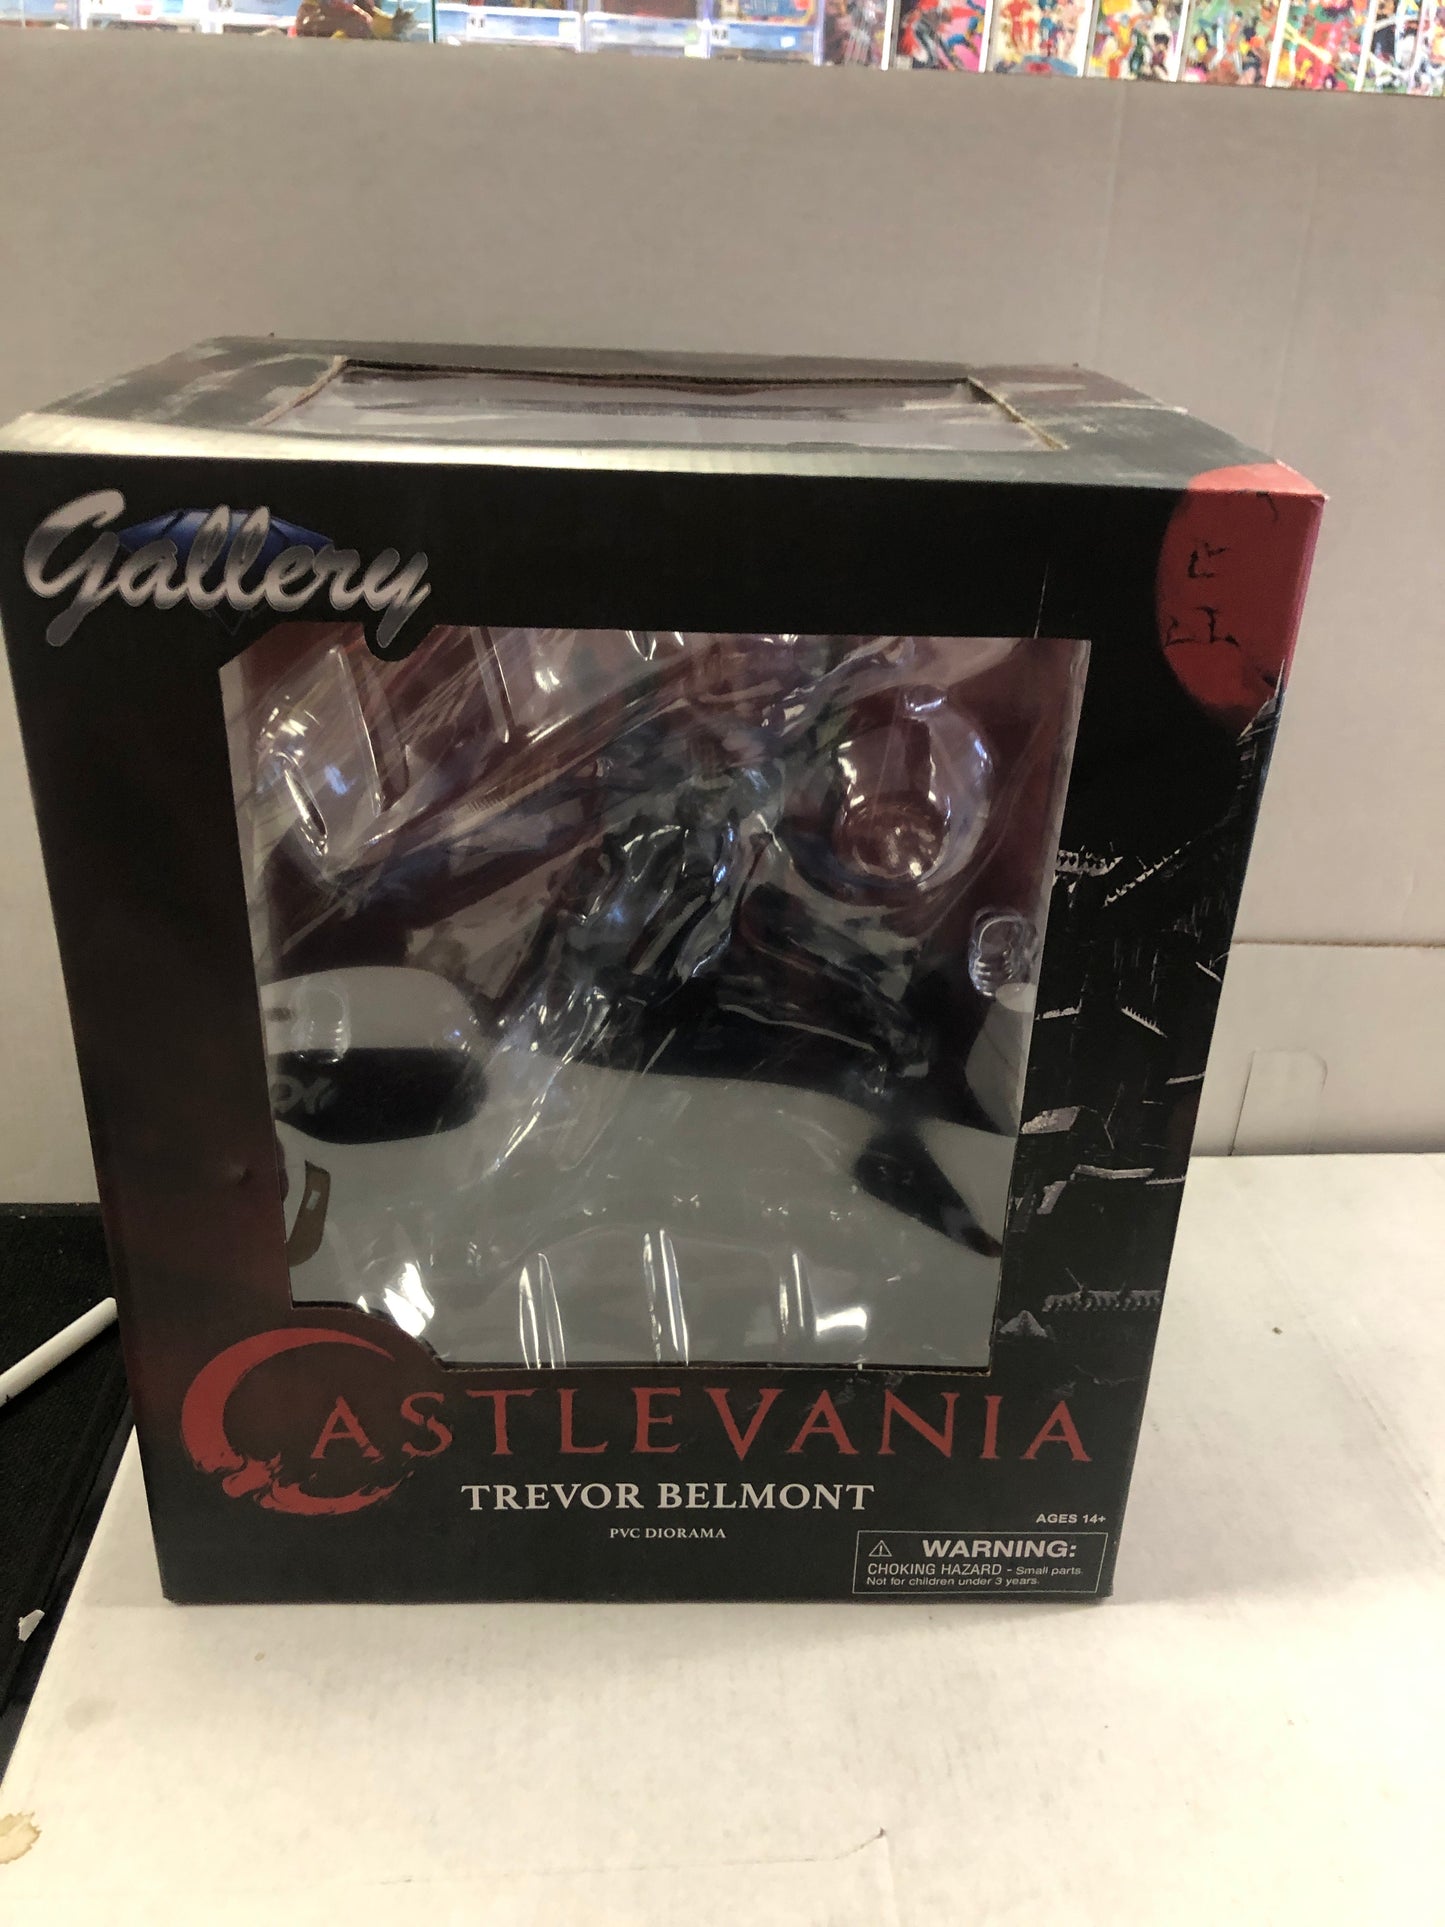 Gallery
CASTLEVANIA
TREVOR BELMONT
PVC DIORAMA
AGES 14+
⚠ WARNING:
CHOKING HAZARD - Small parts.
Not for children under 3 years.